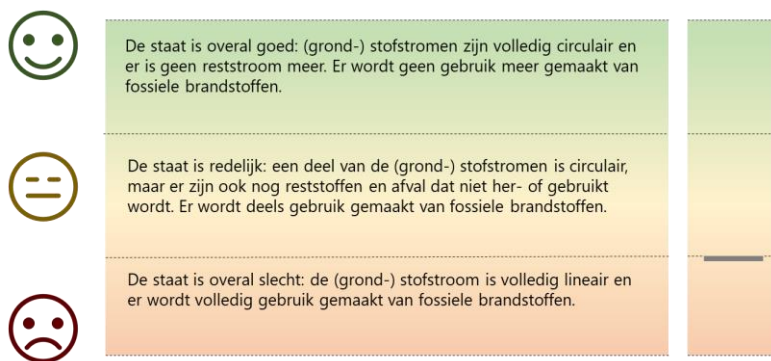 De staat is overal goed: (grond-) stofstromen zijn volledig circulair en
er is geen reststroom meer. Er wordt geen gebruik meer gemaakt van
fossiele brandstoffen.
De staat is redelijk: een deel van de (grond-) stofstromen is circulair,
maar er zijn ook nog reststoffen en afval dat niet her- of gebruikt
wordt. Er wordt deels gebruik gemaakt van fossiele brandstoffen.
De staat is overal slecht: de (grond-) stofstroom is volledig lineair en
er wordt volledig gebruik gemaakt van fossiele brandstoffen.